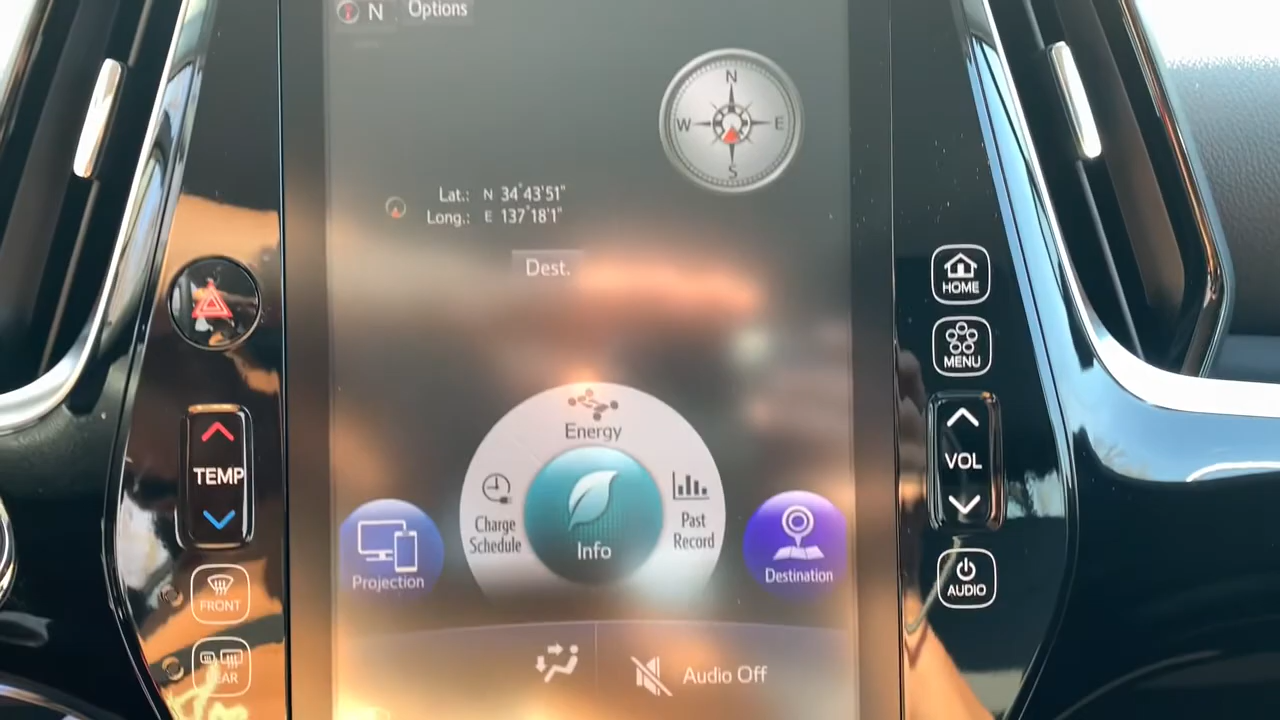 N
Options
N
W
E
S
Lat.: N 34°43'51"
Long.: E 137°18'1"
Dest.
HOME
MENU
Energy
TEMP
VOL
Charge
Schedule
Past
Record
Info
Projection
Destination
FRONT
AUDIO
REAR
Audio Off